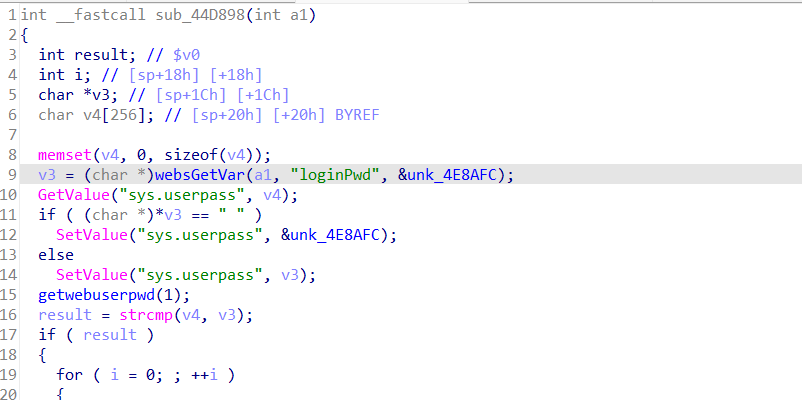 1 int __fastcall sub_44D898(int a1)
2 {
3 int result; // $v0
4 int i; // [sp+18h] [+18h]
5 char *v3; // [sp+1Ch] [+1Ch]
6 char v4[256]; // [sp+20h] [+20h] BYREF
7
8 memset(v4, 0, sizeof(v4));
9 v3 = (char *)websGetVar(a1, "loginPwd", &unk_4E8AFC);
10 GetValue("sys.userpass", v4);
11 if ( (char *)*v3 == " " )
12 SetValue("sys.userpass", &unk_4E8AFC);
13 else
14 SetValue("sys.userpass", v3);
15 getwebuserpwd(1);
16 result = strcmp(v4, v3);
17 if ( result )
18 {
19 for ( i = 0; ; ++i )
20 {